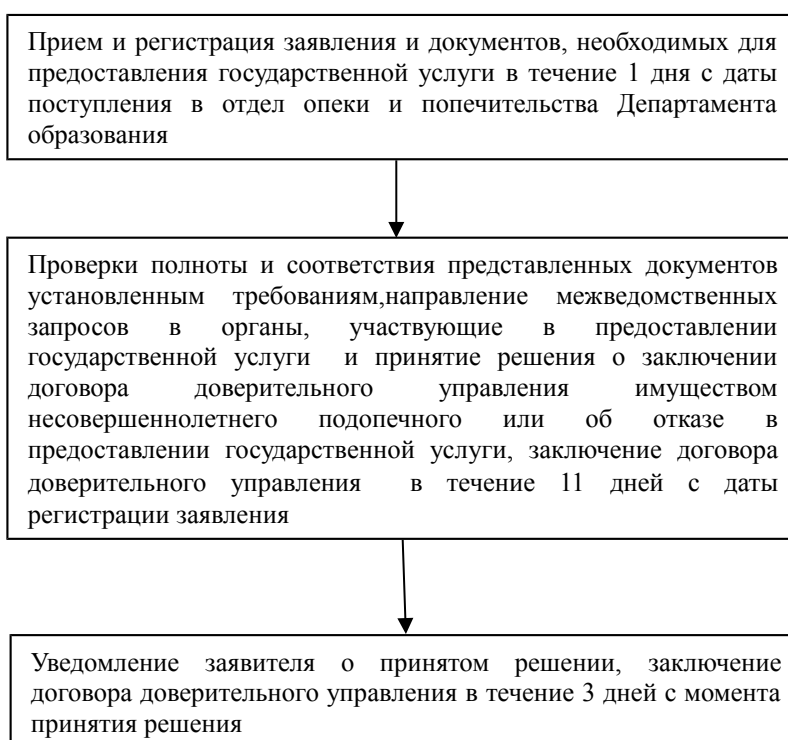 Прием и регистрация заявления и документов, необходимых для
предоставления государственной услуги в течение 1 дня с даты
поступления в отдел опеки и попечительства Департамента
образования
Проверки полноты и соответствия представленных документов
установленным требованиям,направление межведомственных
запросов в органы, участвующие в предоставлении
государственной услуги и принятие решения о заключении
договора доверительного управления имуществом
несовершеннолетнего подопечного или об отказе в
предоставлении государственной услуги, заключение договора
доверительного управления в течение 11 дней с даты
регистрации заявления
Уведомление заявителя о принятом решении, заключение
договора доверительного управления в течение 3 дней с момента
принятия решения